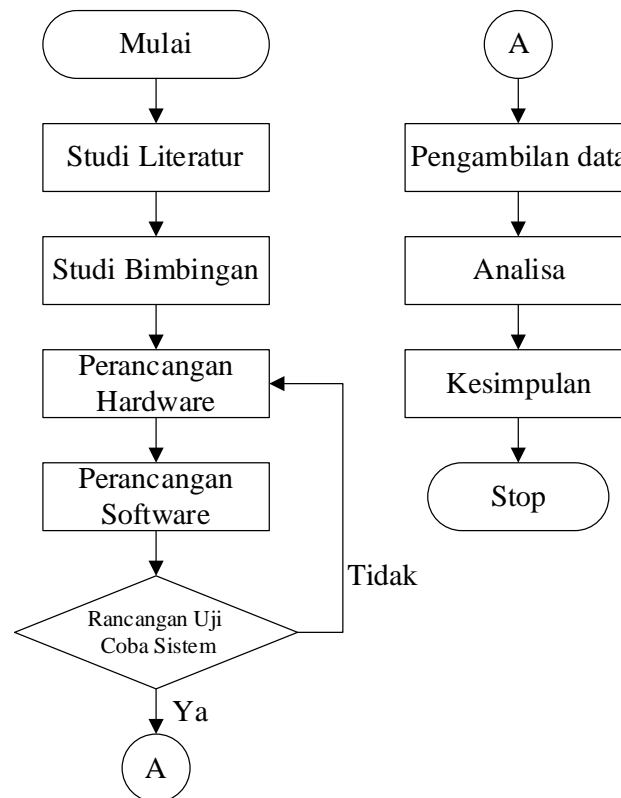 Mulai
Studi Literatur
Studi Bimbingan
Perancangan
Hardware
Perancangan
Software
Rancangan Uji
Coba Sistem
Tidak
Ya
A
A
Pengambilan data
Analisa
Kesimpulan
Stop